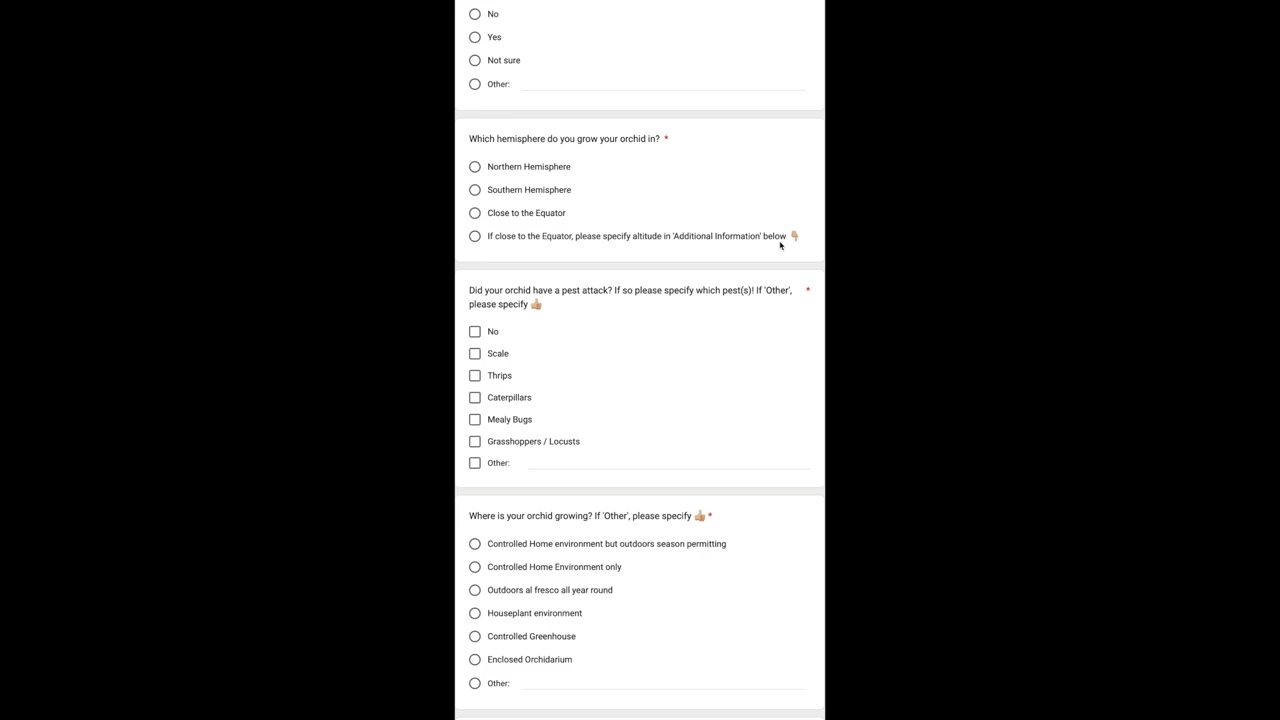 No
Yes
Not sure
Other:
Which hemisphere do you grow your orchid in? *
Northern Hemisphere
Southern Hemisphere
Close to the Equator
If close to the Equator, please specify altitude in 'Additional Information' below 👇🏼
Did your orchid have a pest attack? If so please specify which pest(s)! If 'Other', *
please specify 👍🏼
No
Scale
Thrips
Caterpillars
Mealy Bugs
Grasshoppers / Locusts
Other:
Where is your orchid growing? If 'Other', please specify 👍🏼 *
Controlled Home environment but outdoors season permitting
Controlled Home Environment only
Outdoors al fresco all year round
Houseplant environment
Controlled Greenhouse
Enclosed Orchidarium
Other: